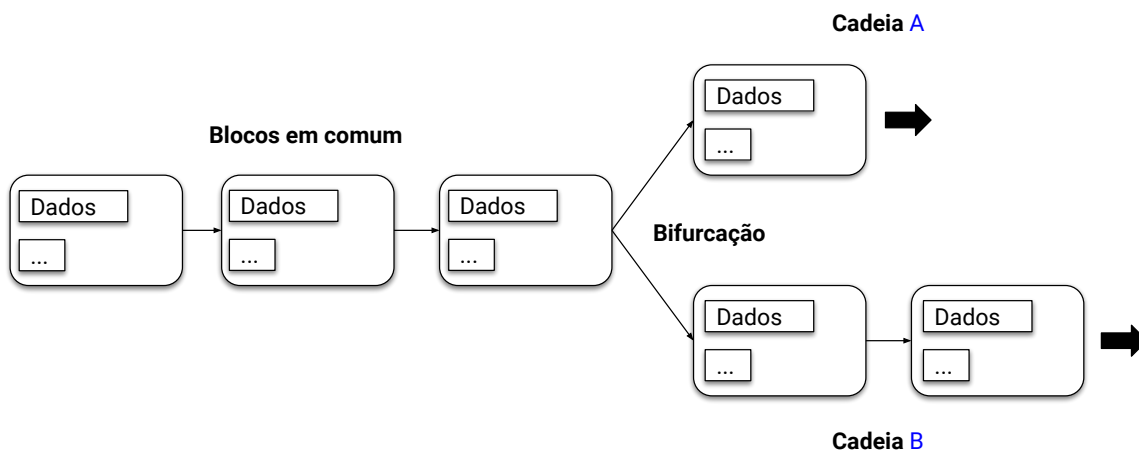 Cadeia A
Dados
...
Blocos em comum
Dados
...
Dados
...
Dados
...
Bifurcação
Dados
...
Dados
...
Cadeia B